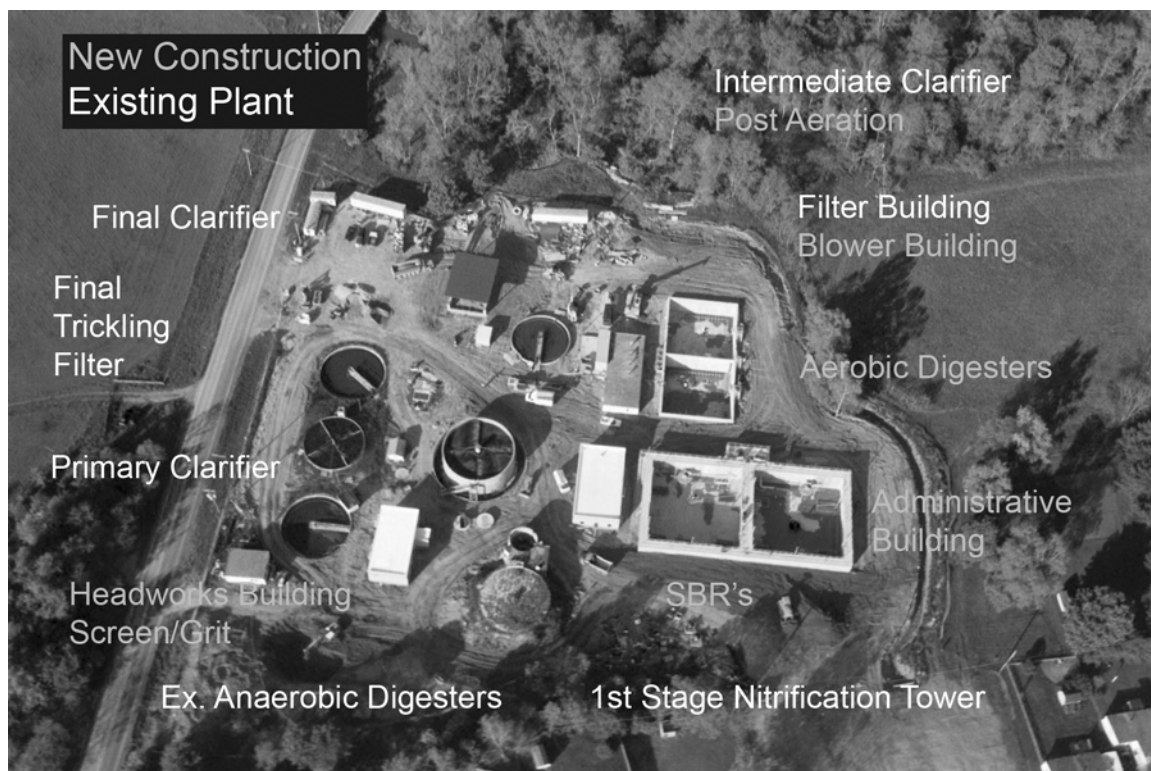 New Construction
Existing Plant
Intermediate Clarifier
Post Aeration
Final Clarifier
Filter Building
Blower Building
Final
Trickling
Filter
Aerobic Digesters
Primary Clarifier
Administrative
Building
Headworks Building
Screen/Grit
SBR's
Ex. Anaerobic Digesters
1st Stage Nitrification Tower